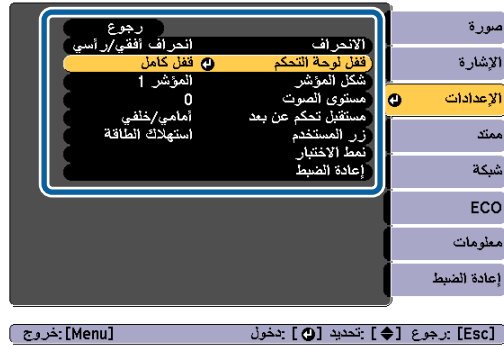 صورة
الإشارة
الإعدادات
ممتد
شبكة
ECO
معلومات
إعادة الضبط
رجوع
الانحراف انحراف أفقي/رأسي
قفل لوحة التحكم قفل كامل
شكل المؤشر المؤشر 1
مستوى الصوت 0
مستقبل تحكم عن بعد أمامي/خلفي
زر المستخدم استهلاك الطاقة
نمط الاختبار
إعادة الضبط
[Esc] :رجوع [◆] :تحديد [↵] :دخول [Menu] :خروج